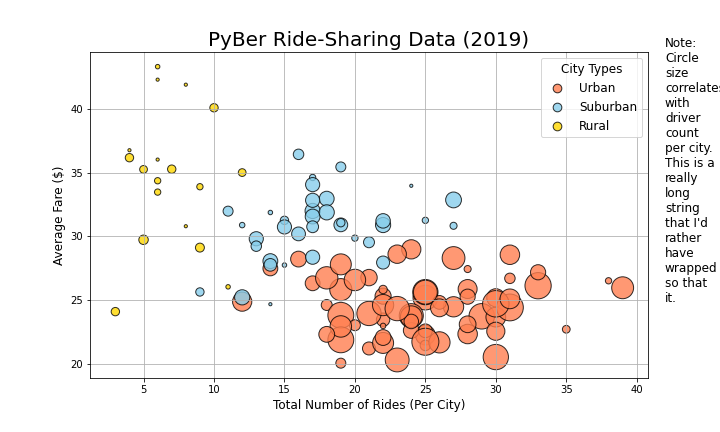 PyBer Ride-Sharing Data (2019)
Note:
Circle
size
correlates
with
driver
count
per city.
This is a
really
long
string
that I'd
rather
have
wrapped
so that
it.
City Types
Urban
Suburban
Rural
Average Fare ($)
40
35
30
25
20
5
10
15
20
25
30
35
40
Total Number of Rides (Per City)